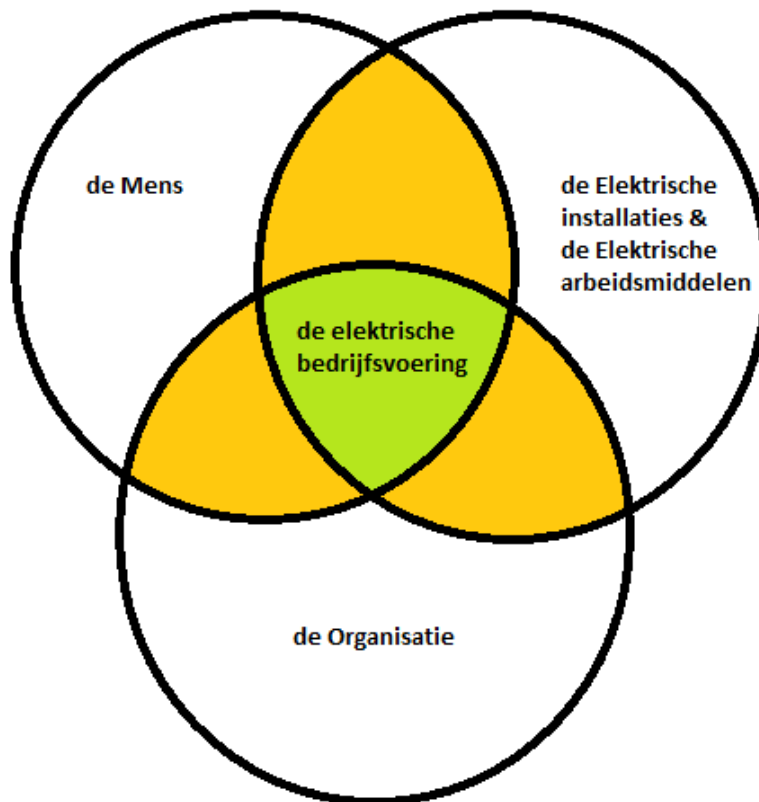 de Mens
de Elektrische
installaties &
de Elektrische
arbeidsmiddelen
de elektrische
bedrijfsvoering
de Organisatie